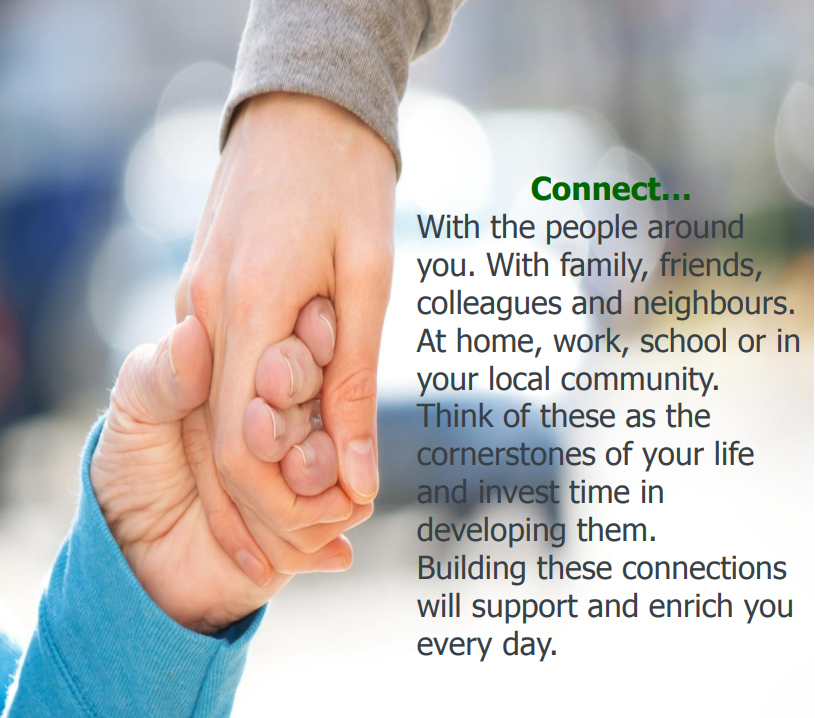 Connect...
With the people around
you. With family, friends,
colleagues and neighbours.
At home, work, school or in
your local community.
Think of these as the
cornerstones of your life
and invest time in
developing them.
Building these connections
will support and enrich you
every day.